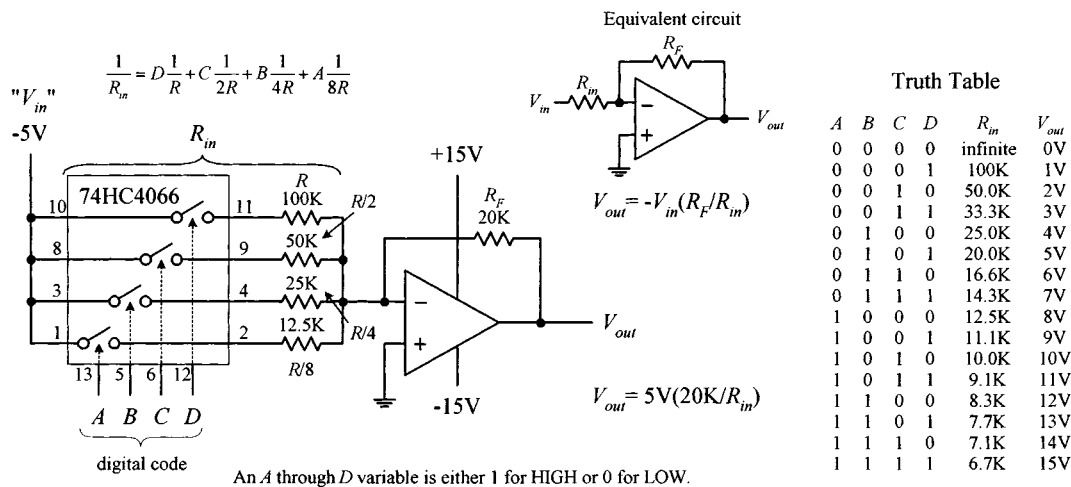 Equivalent circuit
R_F
R_in
V_in
−
+
V_out
V_out = -V_in(R_F/R_in)
1/R_in = D 1/R + C 1/2R + B 1/4R + A 1/8R
"V_in"
-5V
R_in
74HC4066
10
11
R
100K
R/2
8
9
50K
3
4
25K
R/4
1
2
12.5K
R/8
13
5
6
12
A B C D
digital code
+15V
R_F
20K
−
+
-15V
V_out
V_out = 5V(20K/R_in)
An A through D variable is either 1 for HIGH or 0 for LOW.
Truth Table
A B C D R_in V_out
0 0 0 0 infinite 0V
0 0 0 1 100K 1V
0 0 1 0 50.0K 2V
0 0 1 1 33.3K 3V
0 1 0 0 25.0K 4V
0 1 0 1 20.0K 5V
0 1 1 0 16.6K 6V
0 1 1 1 14.3K 7V
1 0 0 0 12.5K 8V
1 0 0 1 11.1K 9V
1 0 1 0 10.0K 10V
1 0 1 1 9.1K 11V
1 1 0 0 8.3K 12V
1 1 0 1 7.7K 13V
1 1 1 0 7.1K 14V
1 1 1 1 6.7K 15V